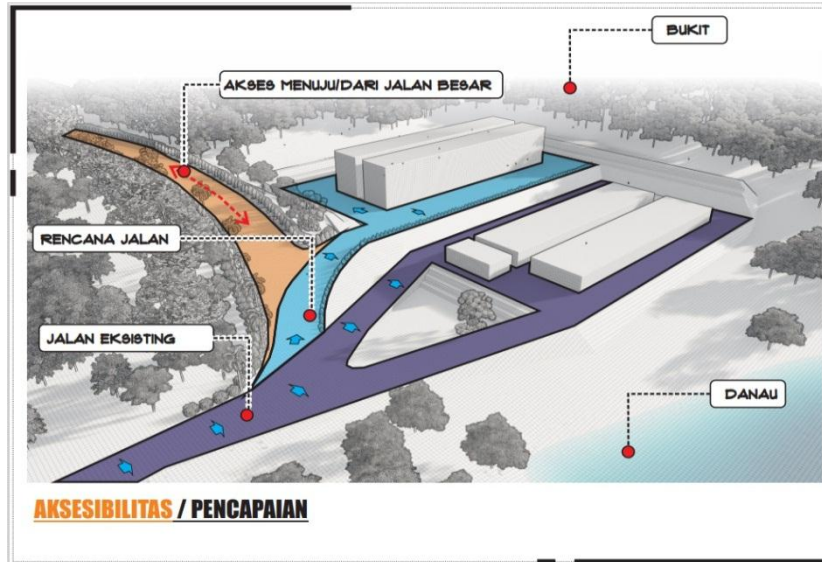 BUKIT
AKSES MENUJU/DARI JALAN BESAR
RENCANA JALAN
JALAN EKSISTING
DANAU
AKSESIBILITAS / PENCAPAIAN